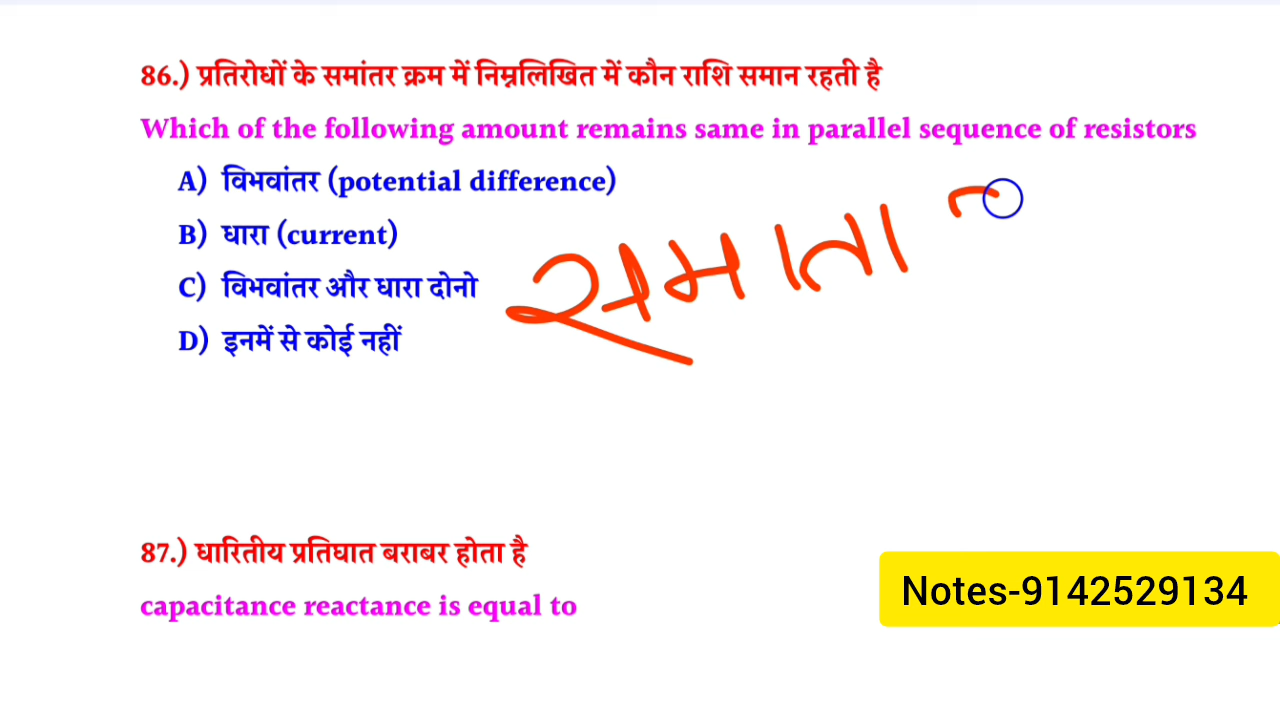 86.) प्रतिरोधों के समांतर क्रम में निम्नलिखित में कौन राशि समान रहती है
Which of the following amount remains same in parallel sequence of resistors
A) विभवांतर (potential difference)
B) धारा (current)
C) विभवांतर और धारा दोनो
D) इनमें से कोई नहीं
87.) धारितीय प्रतिघात बराबर होता है
capacitance reactance is equal to
Notes-9142529134